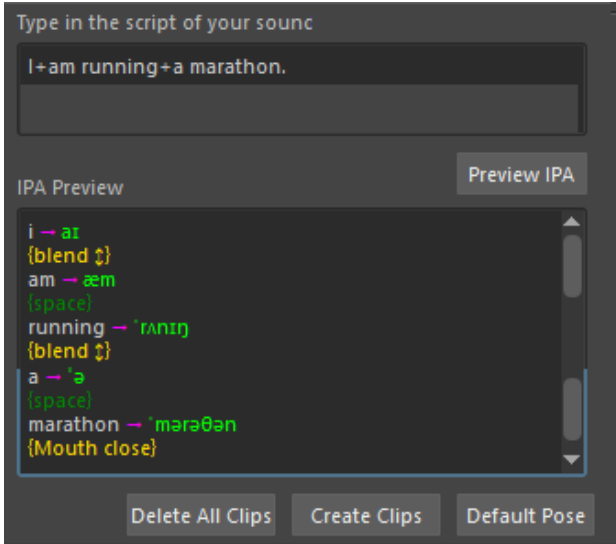 Type in the script of your sounc
I+am running+a marathon.
Preview IPA
IPA Preview
i → aɪ
{blend ↕}
am → æm
{space}
running → ˈrʌnɪŋ
{blend ↕}
a → ˈə
{space}
marathon → ˈmərəθən
{Mouth close}
Delete All Clips
Create Clips
Default Pose